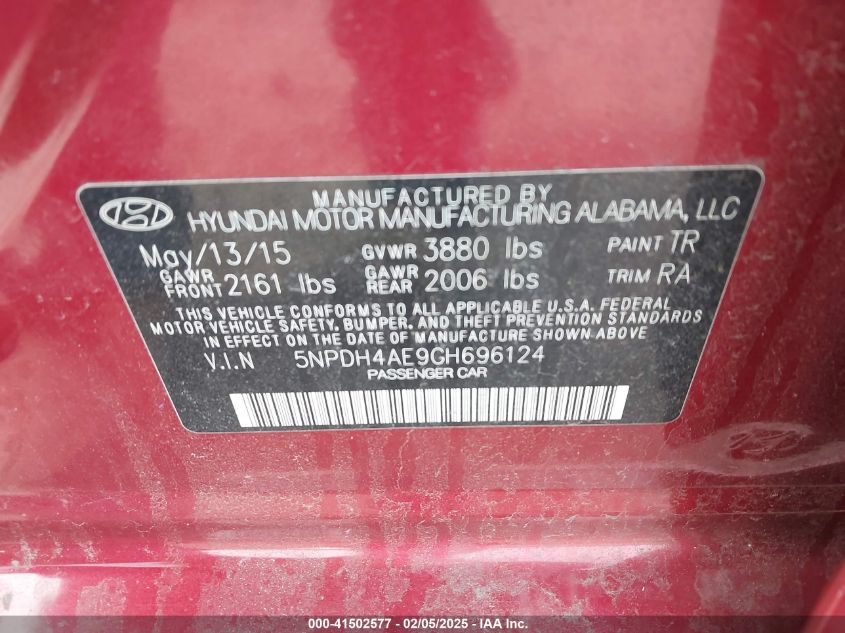 MANUFACTURED BY
HYUNDAI MOTOR MANUFACTURING ALABAMA, LLC
May/13/15 GVWR 3880 lbs PAINT TR
GAWR FRONT 2161 lbs GAWR REAR 2006 lbs TRIM RA
THIS VEHICLE CONFORMS TO ALL APPLICABLE U.S.A. FEDERAL
MOTOR VEHICLE SAFETY, BUMPER, AND THEFT PREVENTION STANDARDS
IN EFFECT ON THE DATE OF MANUFACTURE SHOWN ABOVE
V.I.N 5NPDH4AE9GH696124
PASSENGER CAR
000-41502577 - 02/05/2025 - IAA Inc.